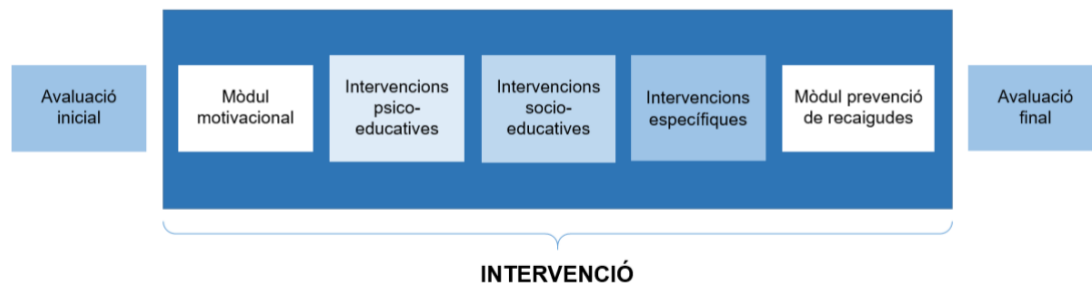 Avaluació
inicial
Mòdul
motivacional
Intervencions
psico-
educatives
Intervencions
socio-
educatives
Intervencions
específiques
Mòdul prevenció
de recaigudes
Avaluació
final
INTERVENCIÓ